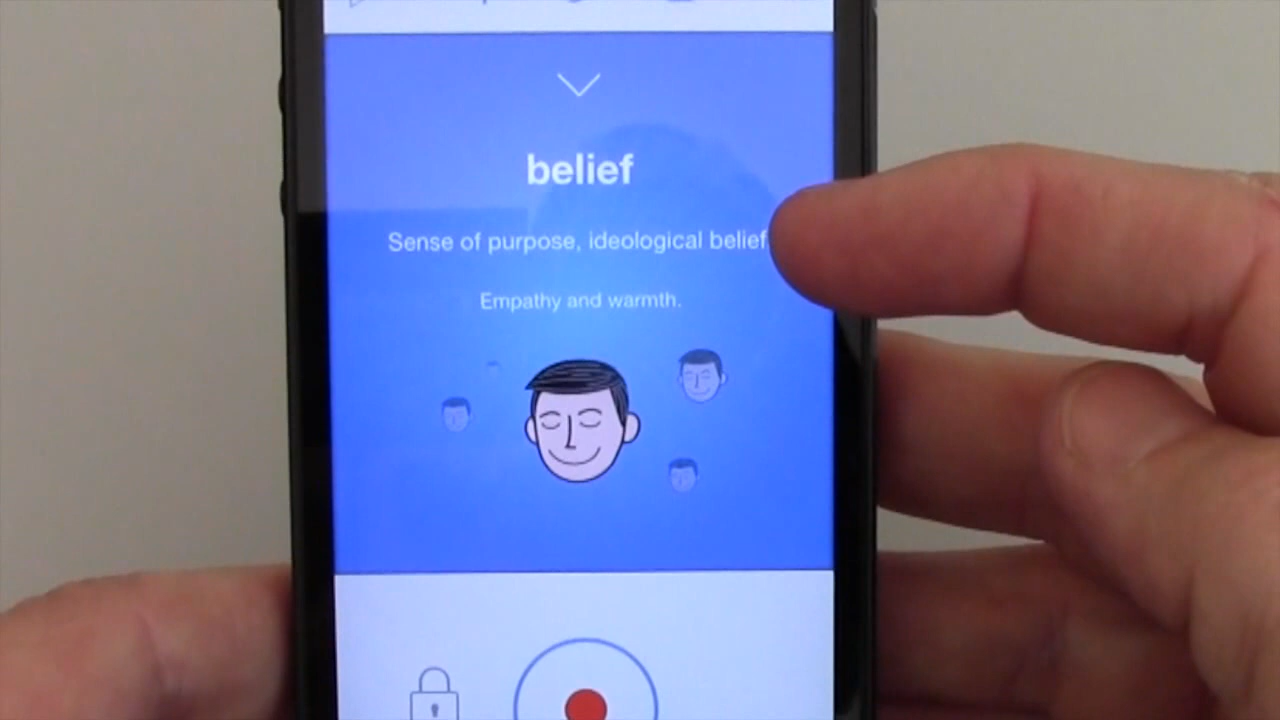 belief
Sense of purpose, ideological belief
Empathy and warmth.